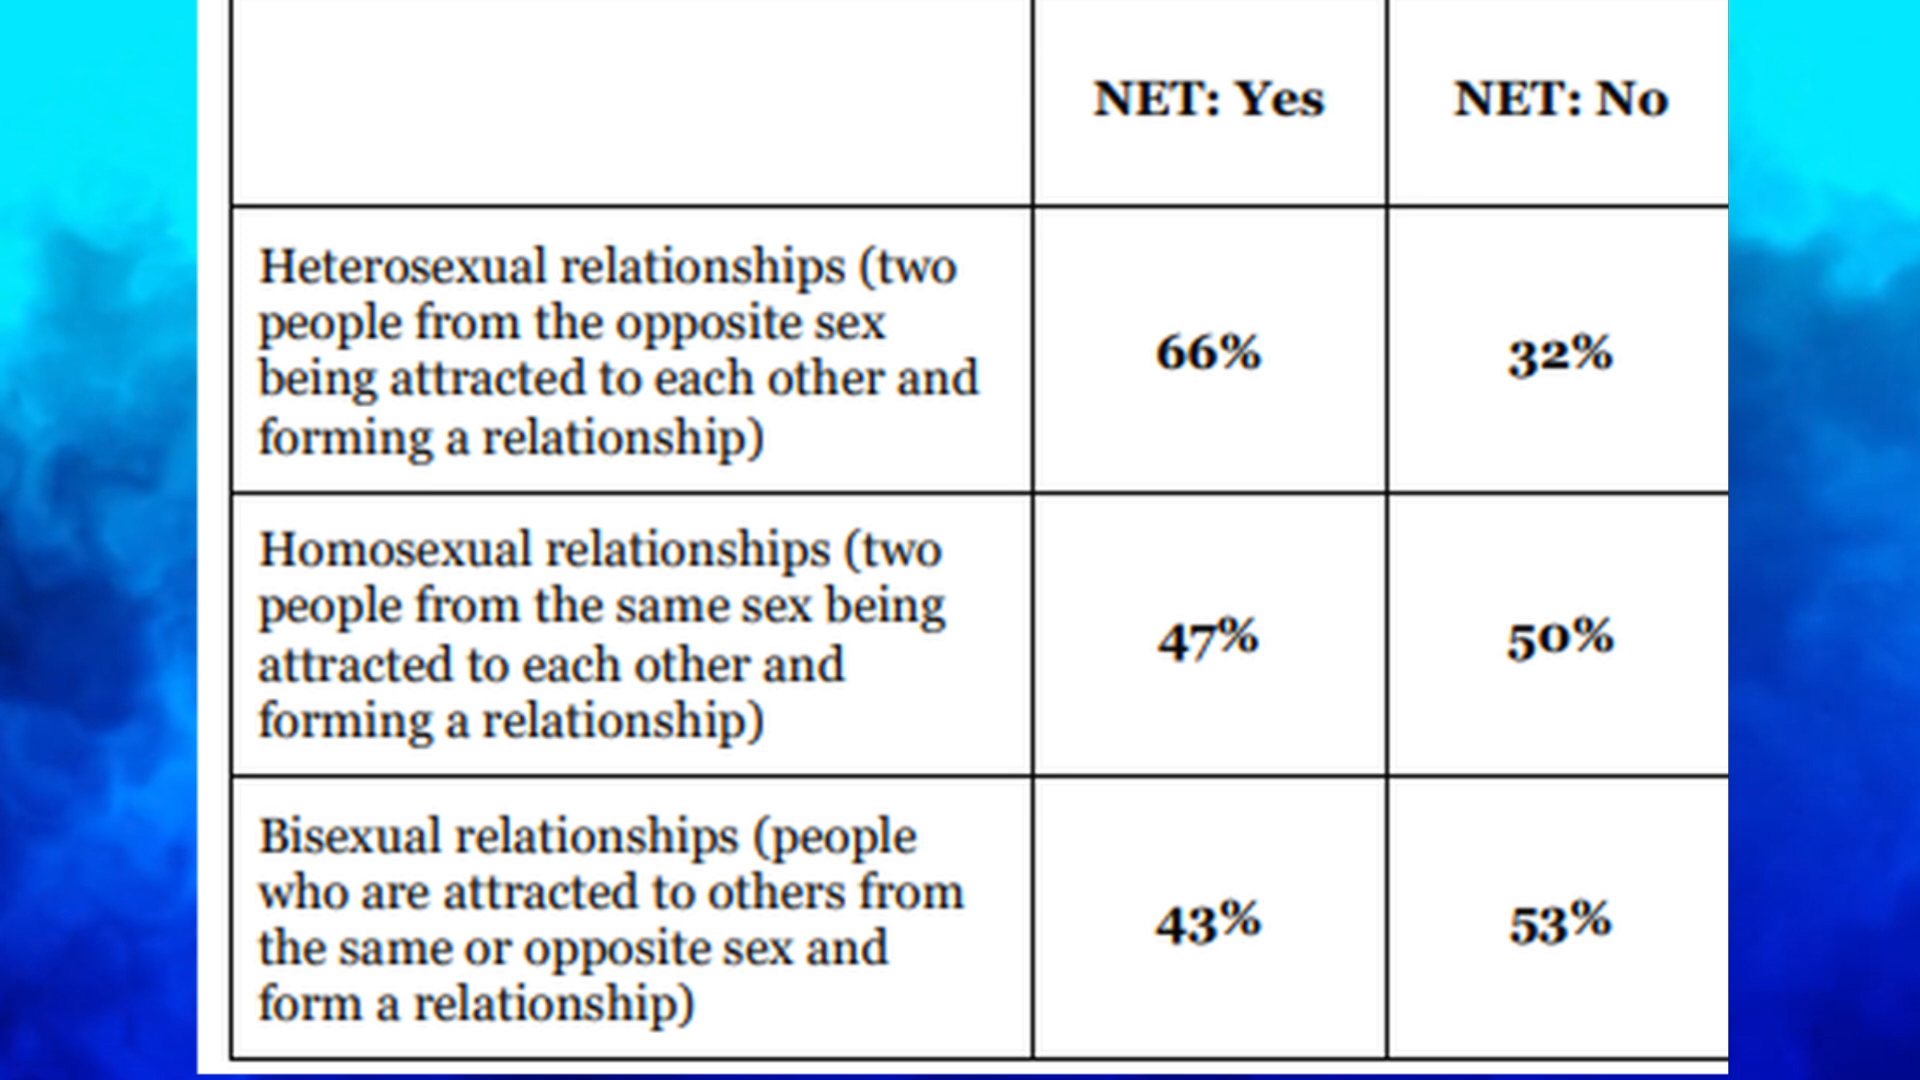 NET: Yes NET: No
Heterosexual relationships (two
people from the opposite sex
being attracted to each other and
forming a relationship)
66% 32%
Homosexual relationships (two
people from the same sex being
attracted to each other and
forming a relationship)
47% 50%
Bisexual relationships (people
who are attracted to others from
the same or opposite sex and
form a relationship)
43% 53%